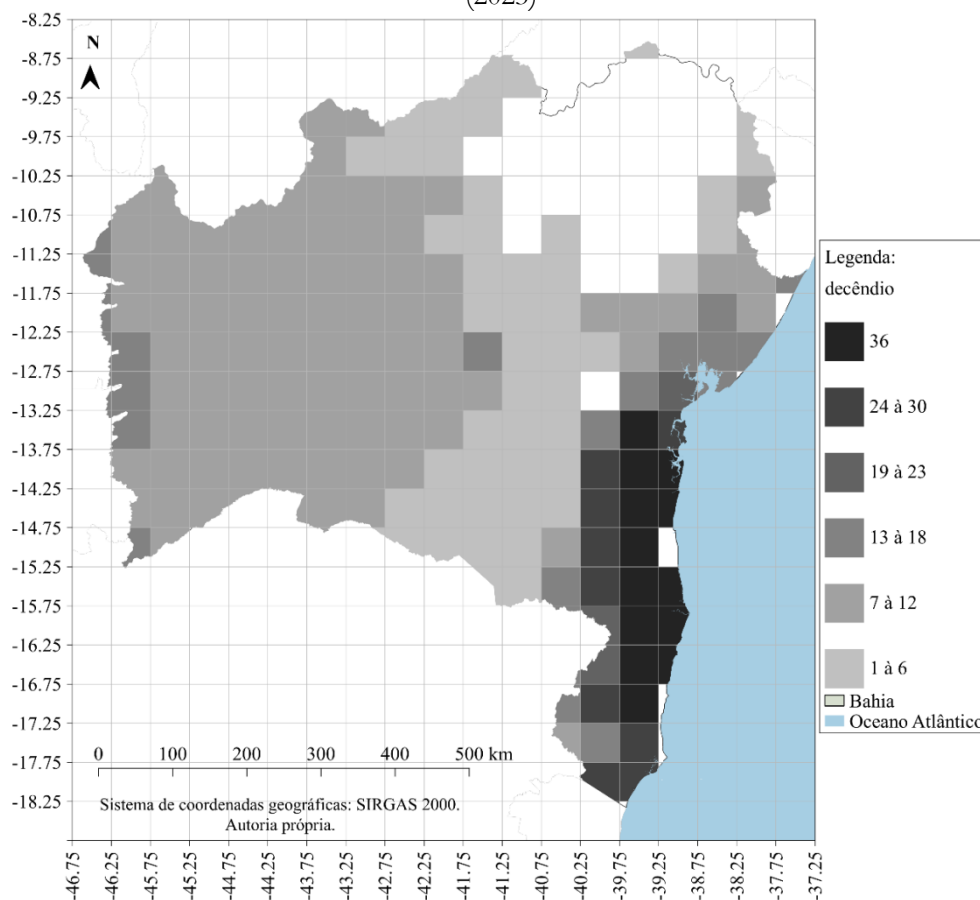 (2023)
-8.25
-8.75
-9.25
-9.75
-10.25
-10.75
-11.25
-11.75
-12.25
-12.75
-13.25
-13.75
-14.25
-14.75
-15.25
-15.75
-16.25
-16.75
-17.25
-17.75
-18.25
N
Legenda:
decêndio
36
24 à 30
19 à 23
13 à 18
7 à 12
1 à 6
Bahia
Oceano Atlântico
0 100 200 300 400 500 km
Sistema de coordenadas geográficas: SIRGAS 2000.
Autoria própria.
-46.75 -46.25 -45.75 -45.25 -44.75 -44.25 -43.75 -43.25 -42.75 -42.25 -41.75 -41.25 -40.75 -40.25 -39.75 -39.25 -38.75 -38.25 -37.75 -37.25